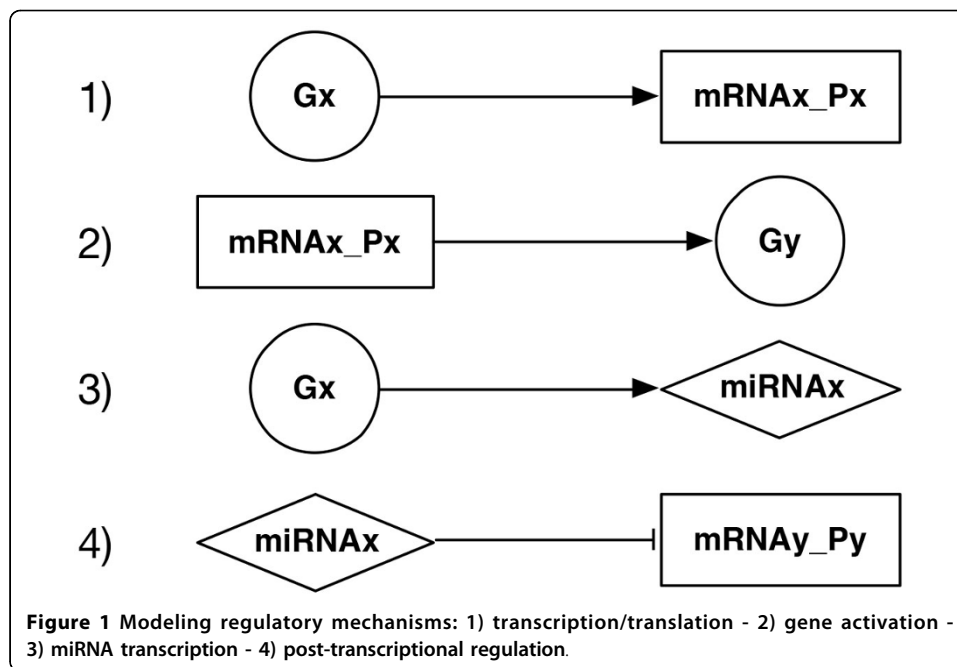 1) Gx mRNAx_Px
2) mRNAx_Px Gy
3) Gx miRNAx
4) miRNAx mRNAy_Py
Figure 1 Modeling regulatory mechanisms: 1) transcription/translation - 2) gene activation -
3) miRNA transcription - 4) post-transcriptional regulation.